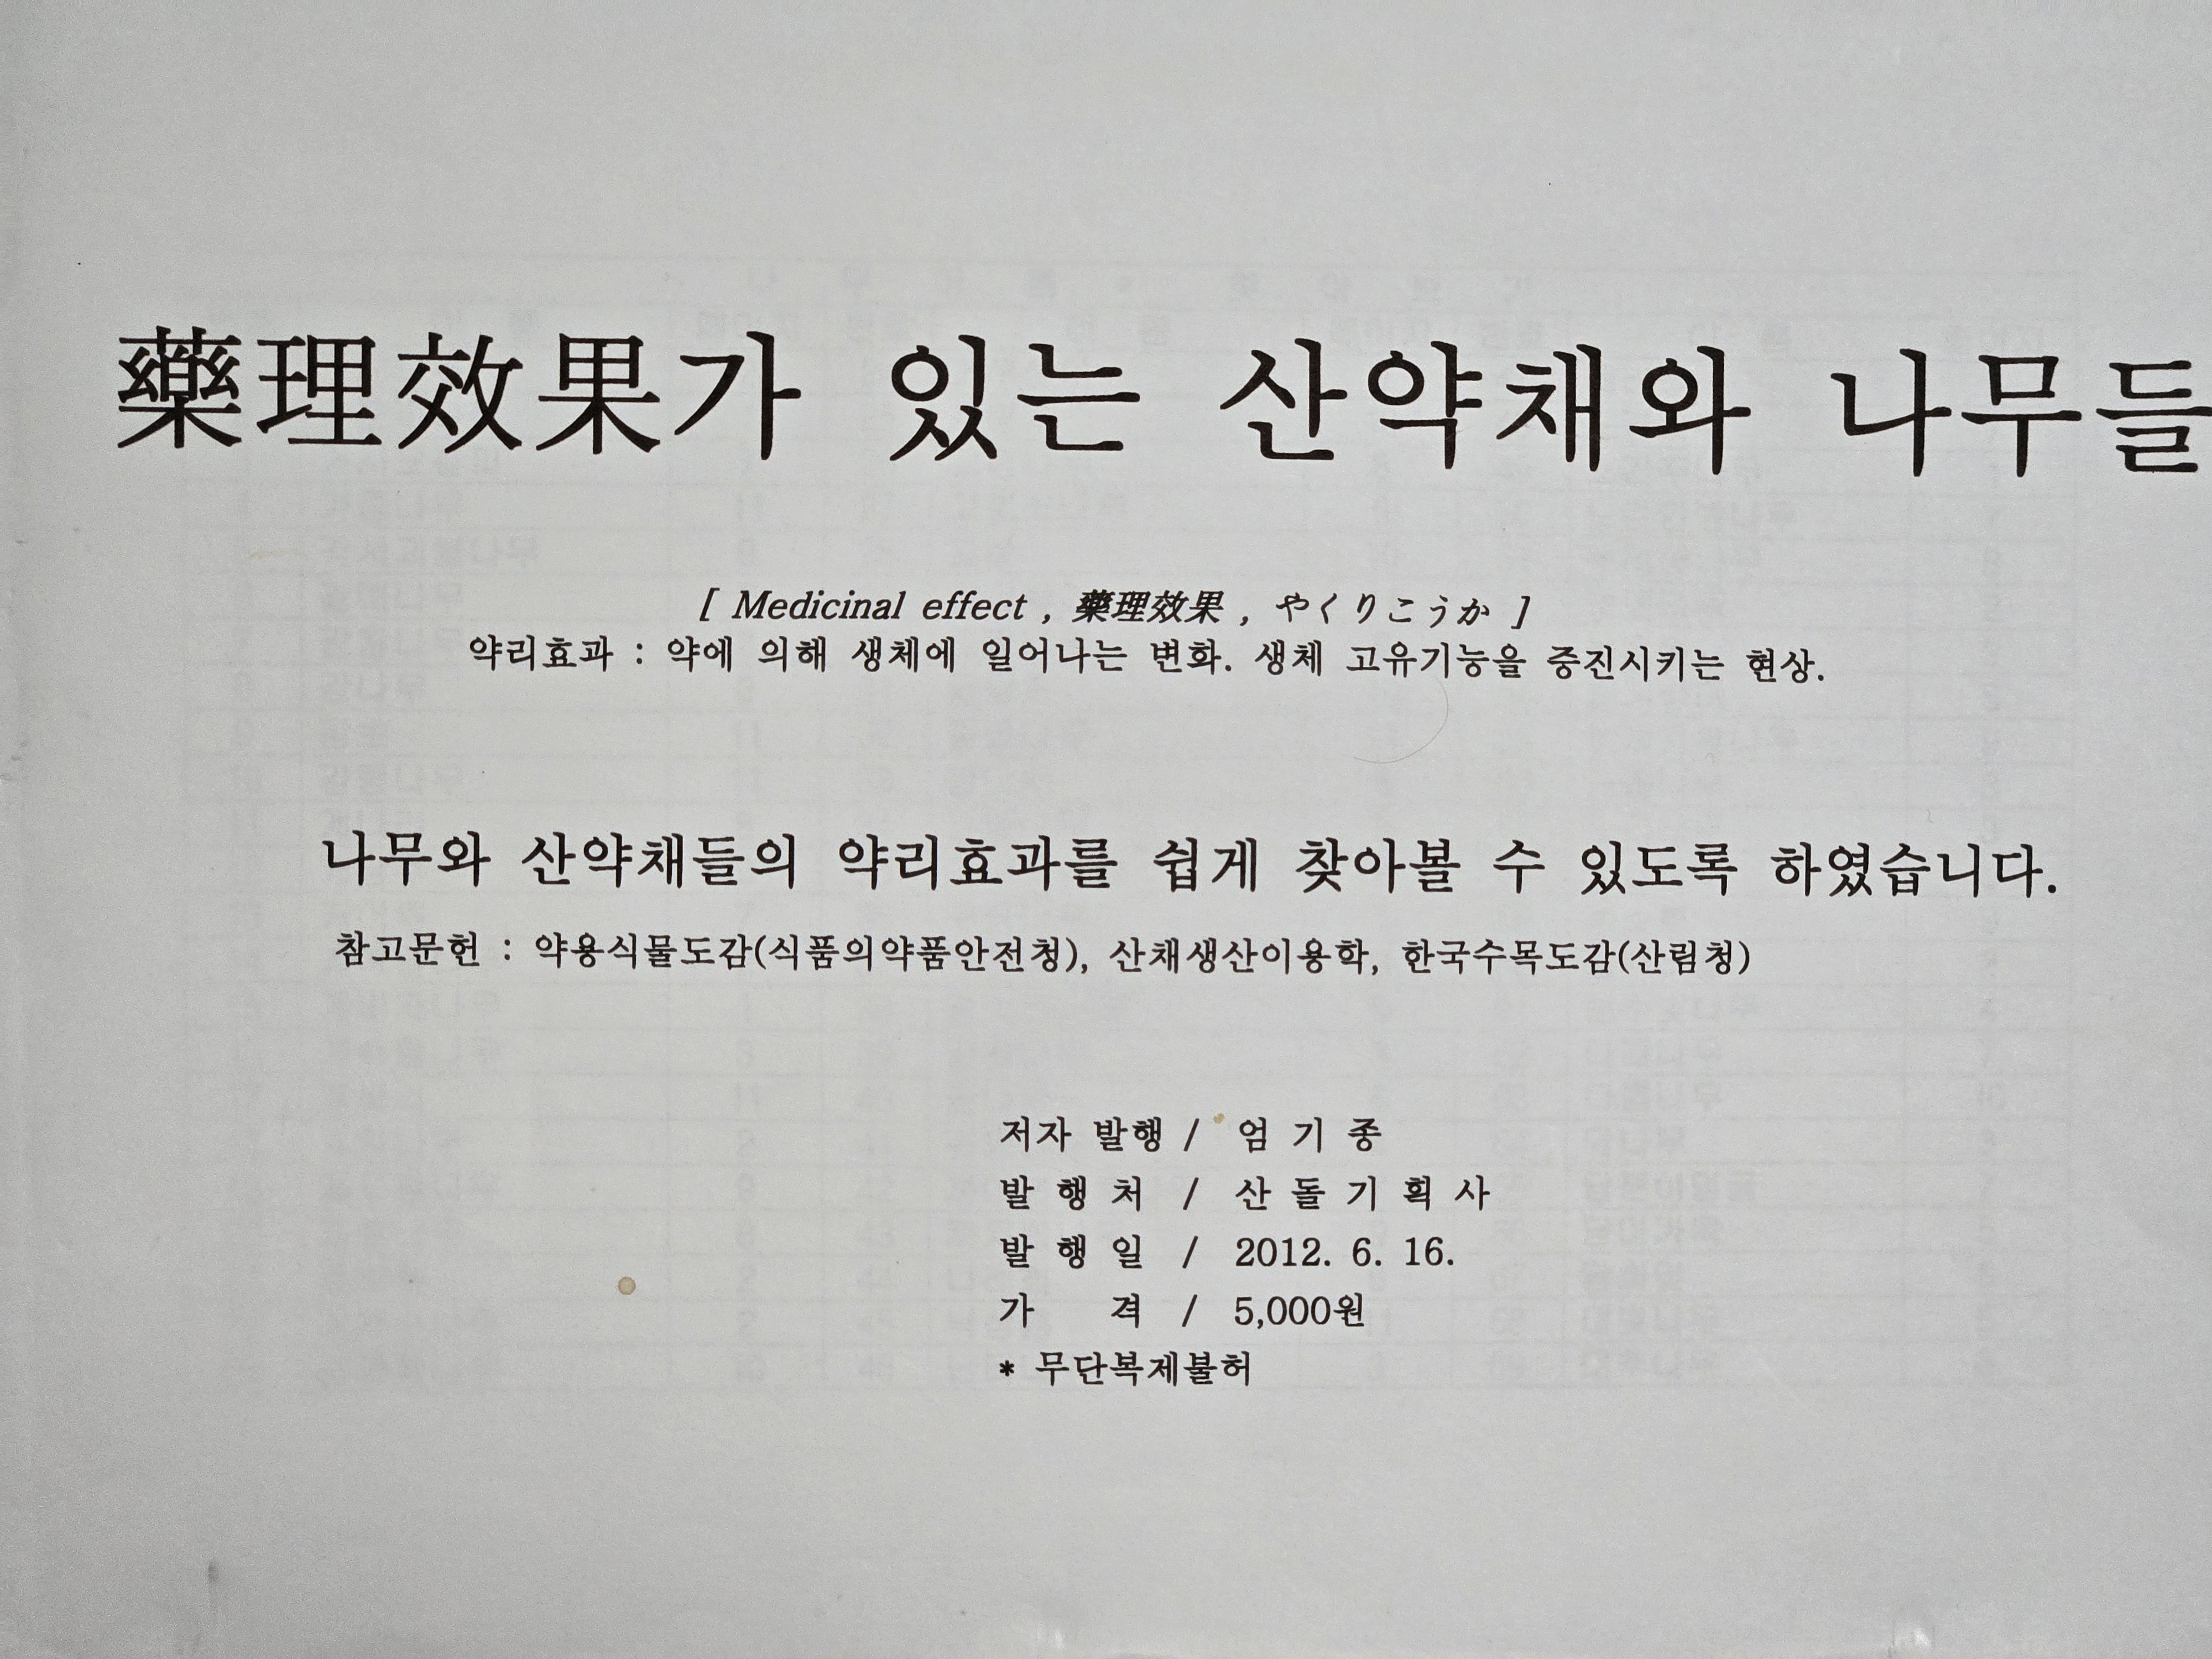 藥理效果가 있는 산약채와 나무들
[ Medicinal effect , 藥理效果 , やくりこうか ]
약리효과 : 약에 의해 생체에 일어나는 변화. 생체 고유기능을 중진시키는 현상.
나무와 산약채들의 약리효과를 쉽게 찾아볼 수 있도록 하였습니다.
참고문헌 : 약용식물도감(식품의약품안전청), 산채생산이용학, 한국수목도감(산림청)
저자 발행 / 엄 기 종
발 행 처 / 산 돌 기 획 사
발 행 일 / 2012. 6. 16.
가 격 / 5,000원
* 무단복제불허